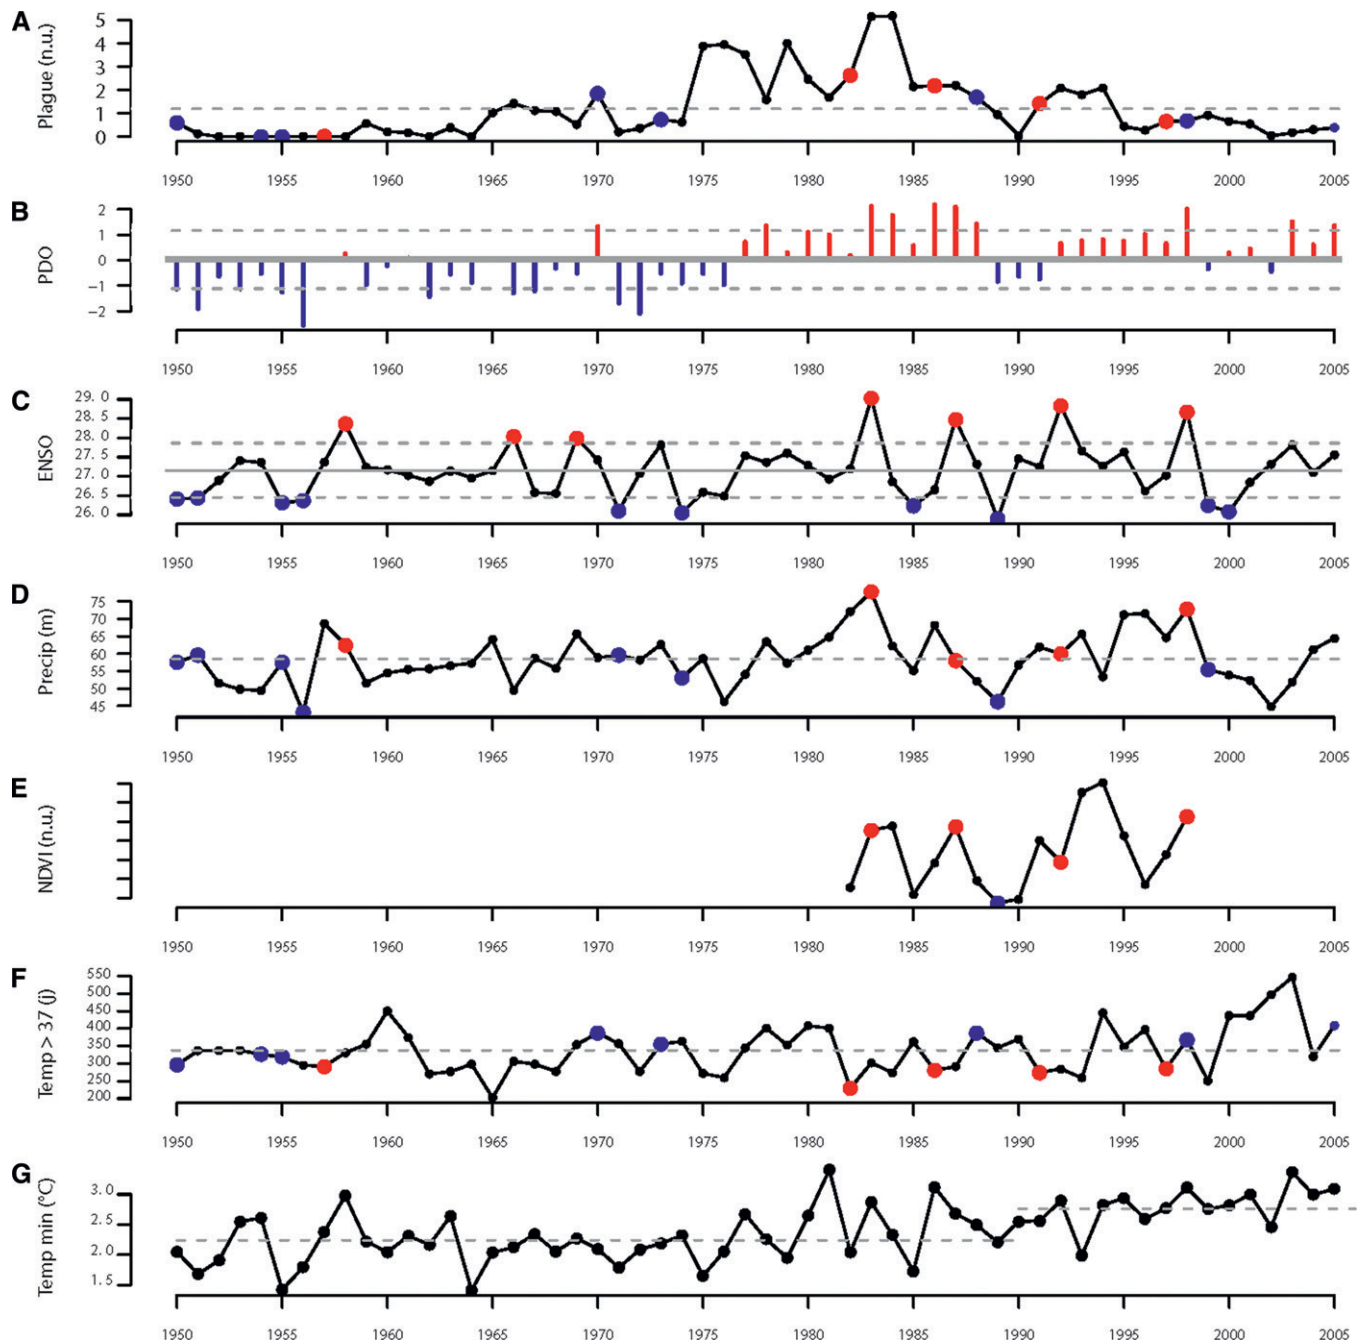 A
Plague (n.u.)
5
4
3
2
1
0
1950 1955 1960 1965 1970 1975 1980 1985 1990 1995 2000 2005
B
PDO
2
1
0
−1
−2
1950 1955 1960 1965 1970 1975 1980 1985 1990 1995 2000 2005
C
ENSO
29. 0
28. 5
28. 0
27. 5
27. 0
26. 5
26. 0
1950 1955 1960 1965 1970 1975 1980 1985 1990 1995 2000 2005
D
Precip (m)
75
70
65
60
55
50
45
1950 1955 1960 1965 1970 1975 1980 1985 1990 1995 2000 2005
E
NDVI (n.u.)
1950 1955 1960 1965 1970 1975 1980 1985 1990 1995 2000 2005
F
Temp > 37 (j)
550
500
450
400
350
300
250
200
1950 1955 1960 1965 1970 1975 1980 1985 1990 1995 2000 2005
G
Temp min (°C)
3. 0
2. 5
2. 0
1. 5
1950 1955 1960 1965 1970 1975 1980 1985 1990 1995 2000 2005